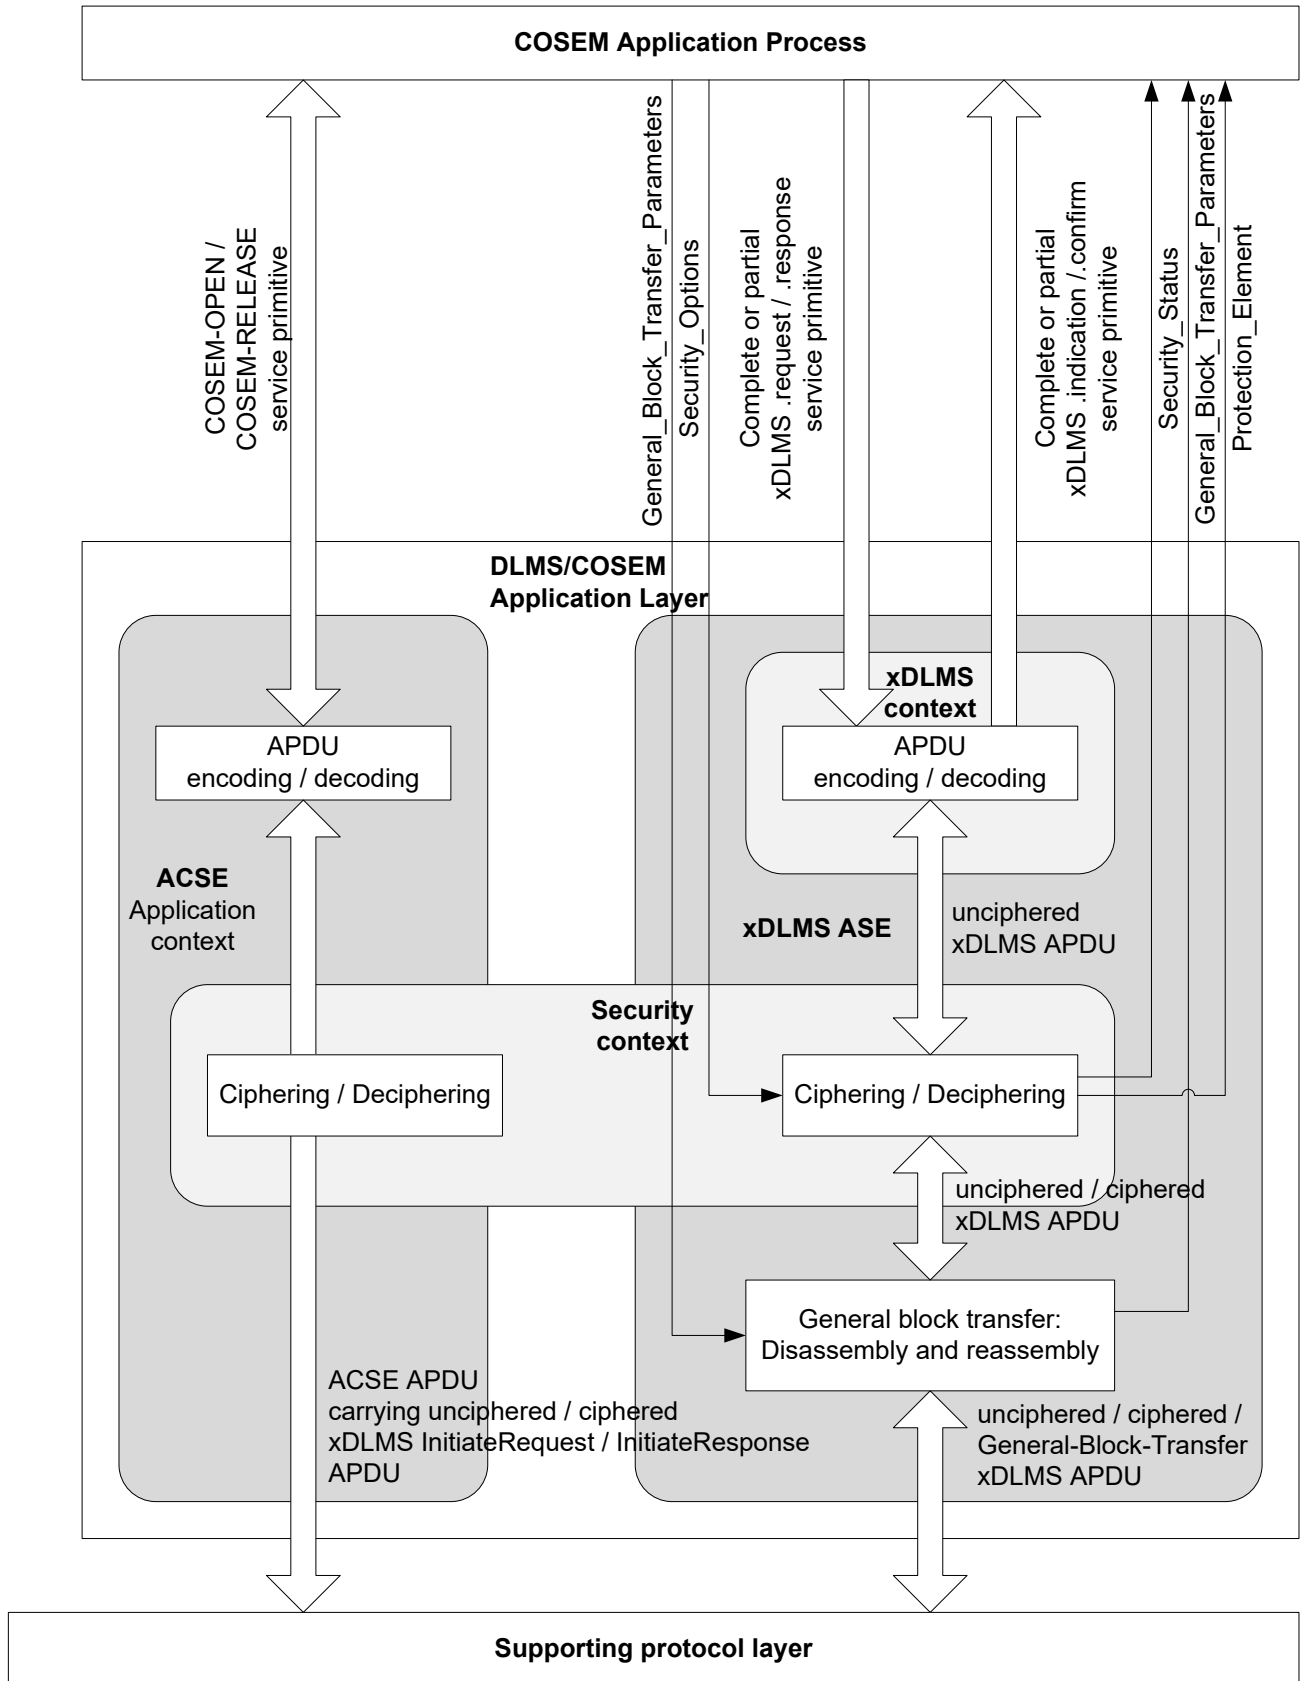 COSEM Application Process
COSEM-OPEN /
COSEM-RELEASE
service primitive
General_Block_Transfer_Parameters
Security_Options
Complete or partial
xDLMS .request / .response
service primitive
Complete or partial
xDLMS .indication /.confirm
service primitive
Security_Status
General_Block_Transfer_Parameters
Protection_Element
DLMS/COSEM
Application Layer
xDLMS
context
APDU
encoding / decoding
APDU
encoding / decoding
ACSE
Application
context
xDLMS ASE
unciphered
xDLMS APDU
Security
context
Ciphering / Deciphering
Ciphering / Deciphering
unciphered / ciphered
xDLMS APDU
General block transfer:
Disassembly and reassembly
ACSE APDU
carrying unciphered / ciphered
xDLMS InitiateRequest / InitiateResponse
APDU
unciphered / ciphered /
General-Block-Transfer
xDLMS APDU
Supporting protocol layer